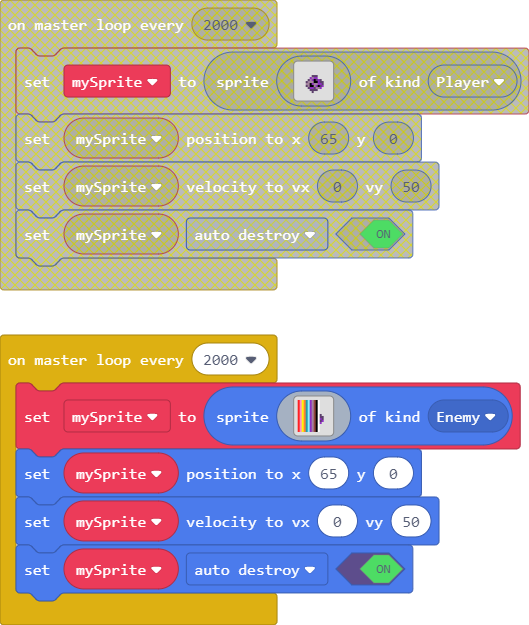 on master loop every 2000
set mySprite to sprite of kind Player
set mySprite position to x 65 y 0
set mySprite velocity to vx 0 vy 50
set mySprite auto destroy ON
on master loop every 2000
set mySprite to sprite of kind Enemy
set mySprite position to x 65 y 0
set mySprite velocity to vx 0 vy 50
set mySprite auto destroy ON